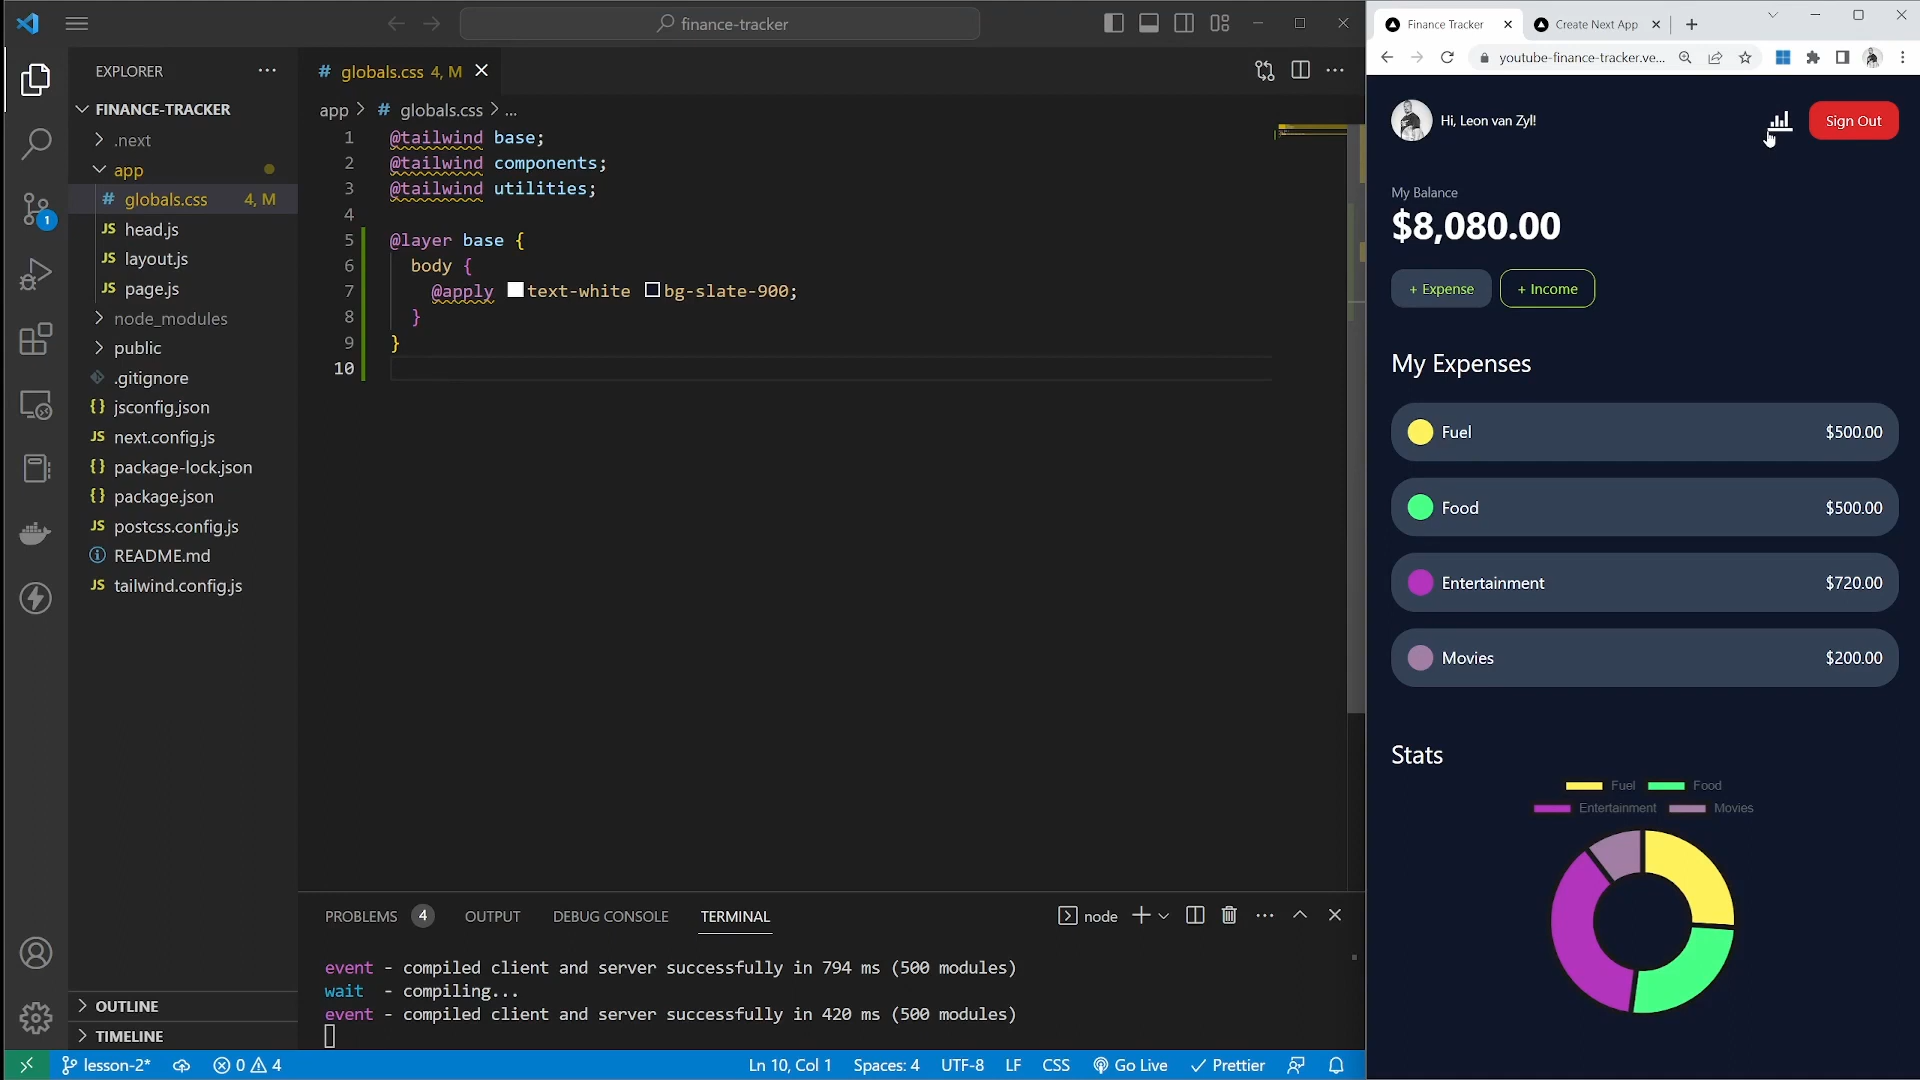 finance-tracker
EXPLORER
FINANCE-TRACKER
.next
app
# globals.css 4, M
JS head.js
JS layout.js
JS page.js
node_modules
public
.gitignore
{} jsconfig.json
JS next.config.js
{} package-lock.json
{} package.json
JS postcss.config.js
README.md
JS tailwind.config.js
OUTLINE
TIMELINE
1
# globals.css 4, M
app > # globals.css > ...
1 @tailwind base;
2 @tailwind components;
3 @tailwind utilities;
4
5 @layer base {
6 body {
7 @apply text-white bg-slate-900;
8 }
9 }
10
PROBLEMS 4 OUTPUT DEBUG CONSOLE TERMINAL
node
event - compiled client and server successfully in 794 ms (500 modules)
wait - compiling...
event - compiled client and server successfully in 420 ms (500 modules)
lesson-2* 0 4
Ln 10, Col 1 Spaces: 4 UTF-8 LF CSS Go Live Prettier
Finance Tracker
Create Next App
youtube-finance-tracker.ve...
Hi, Leon van Zyl!
Sign Out
My Balance
$8,080.00
+ Expense
+ Income
My Expenses
Fuel $500.00
Food $500.00
Entertainment $720.00
Movies $200.00
Stats
Fuel Food
Entertainment Movies